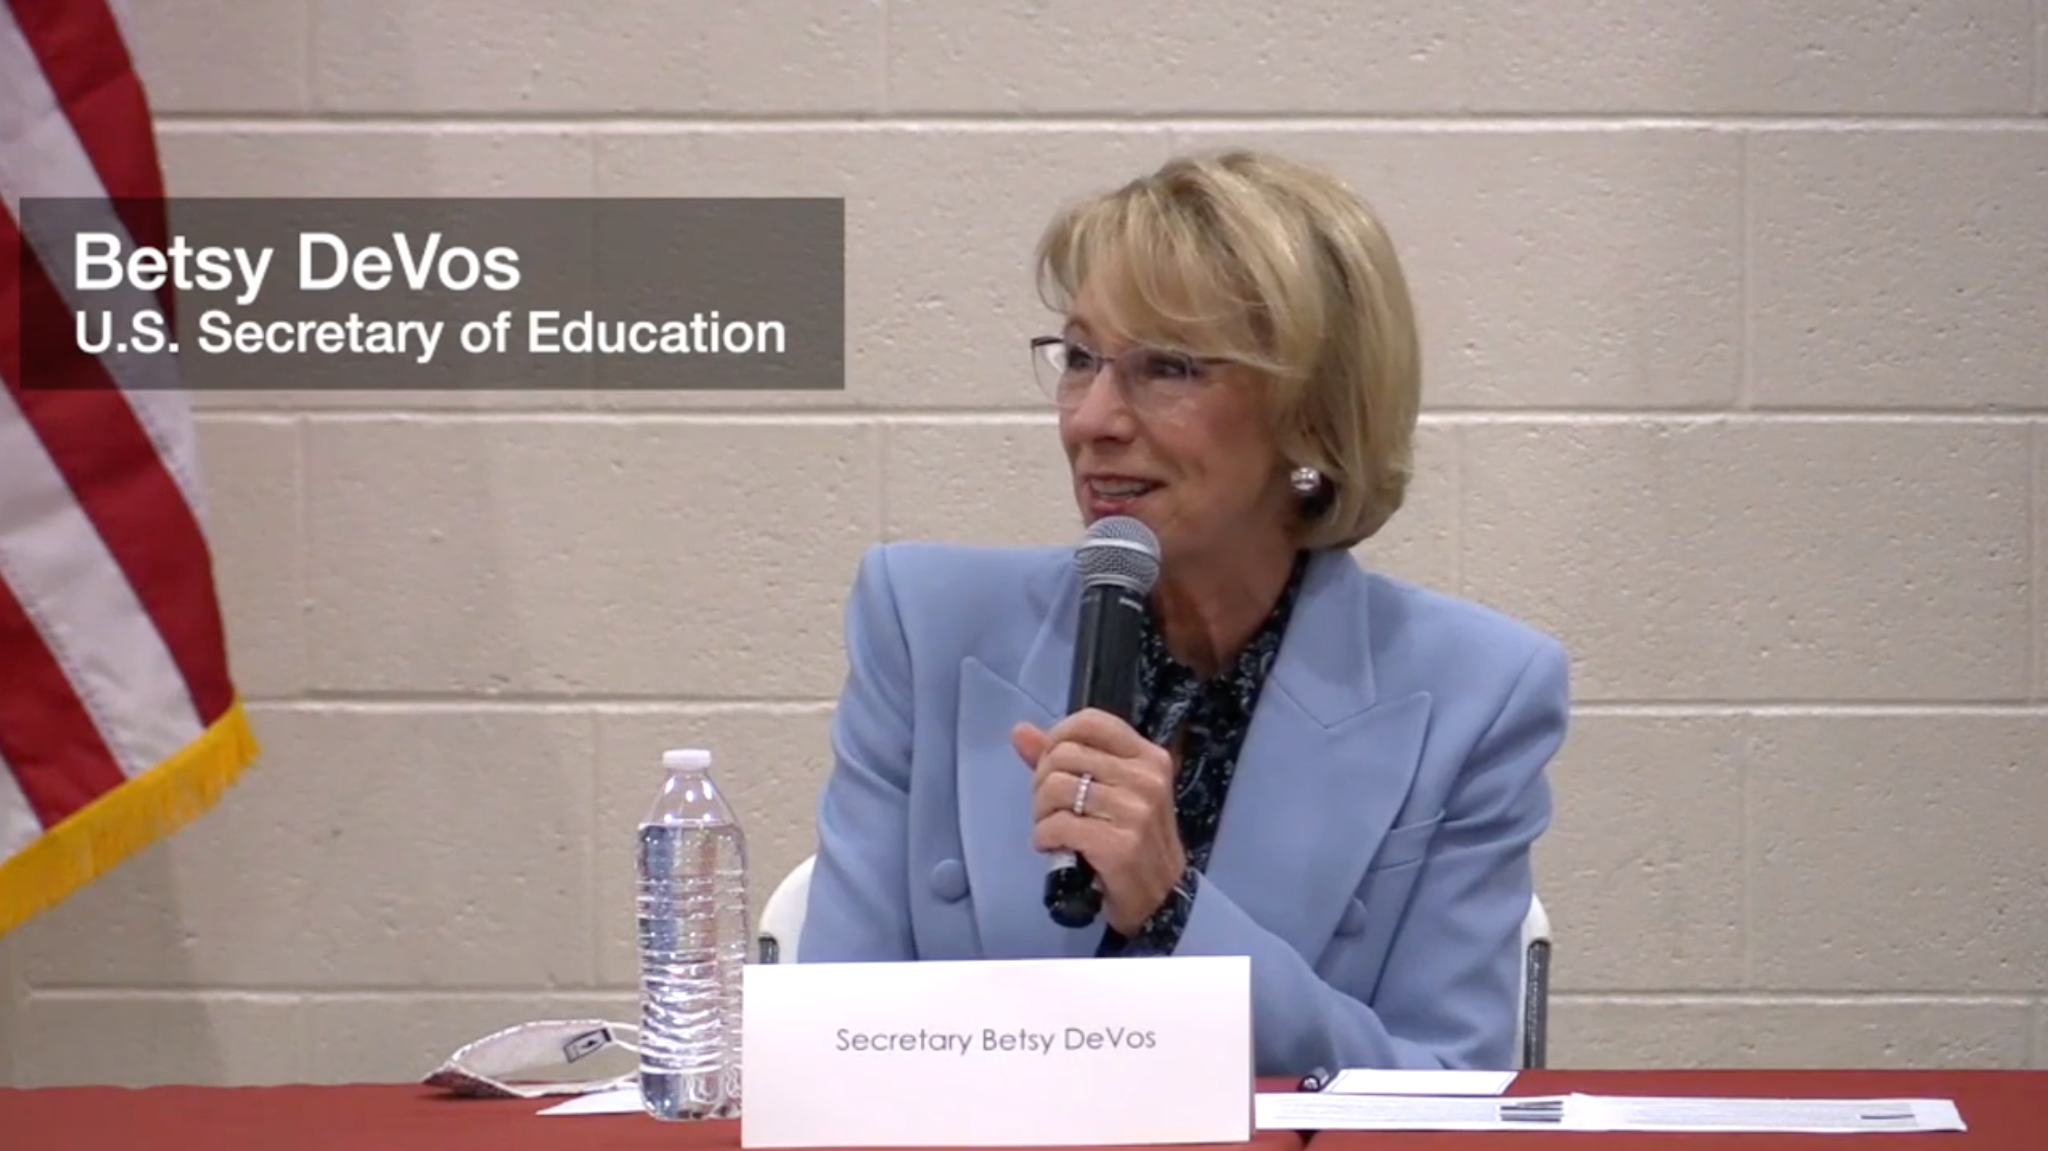 Betsy DeVos
U.S. Secretary of Education
Secretary Betsy DeVos